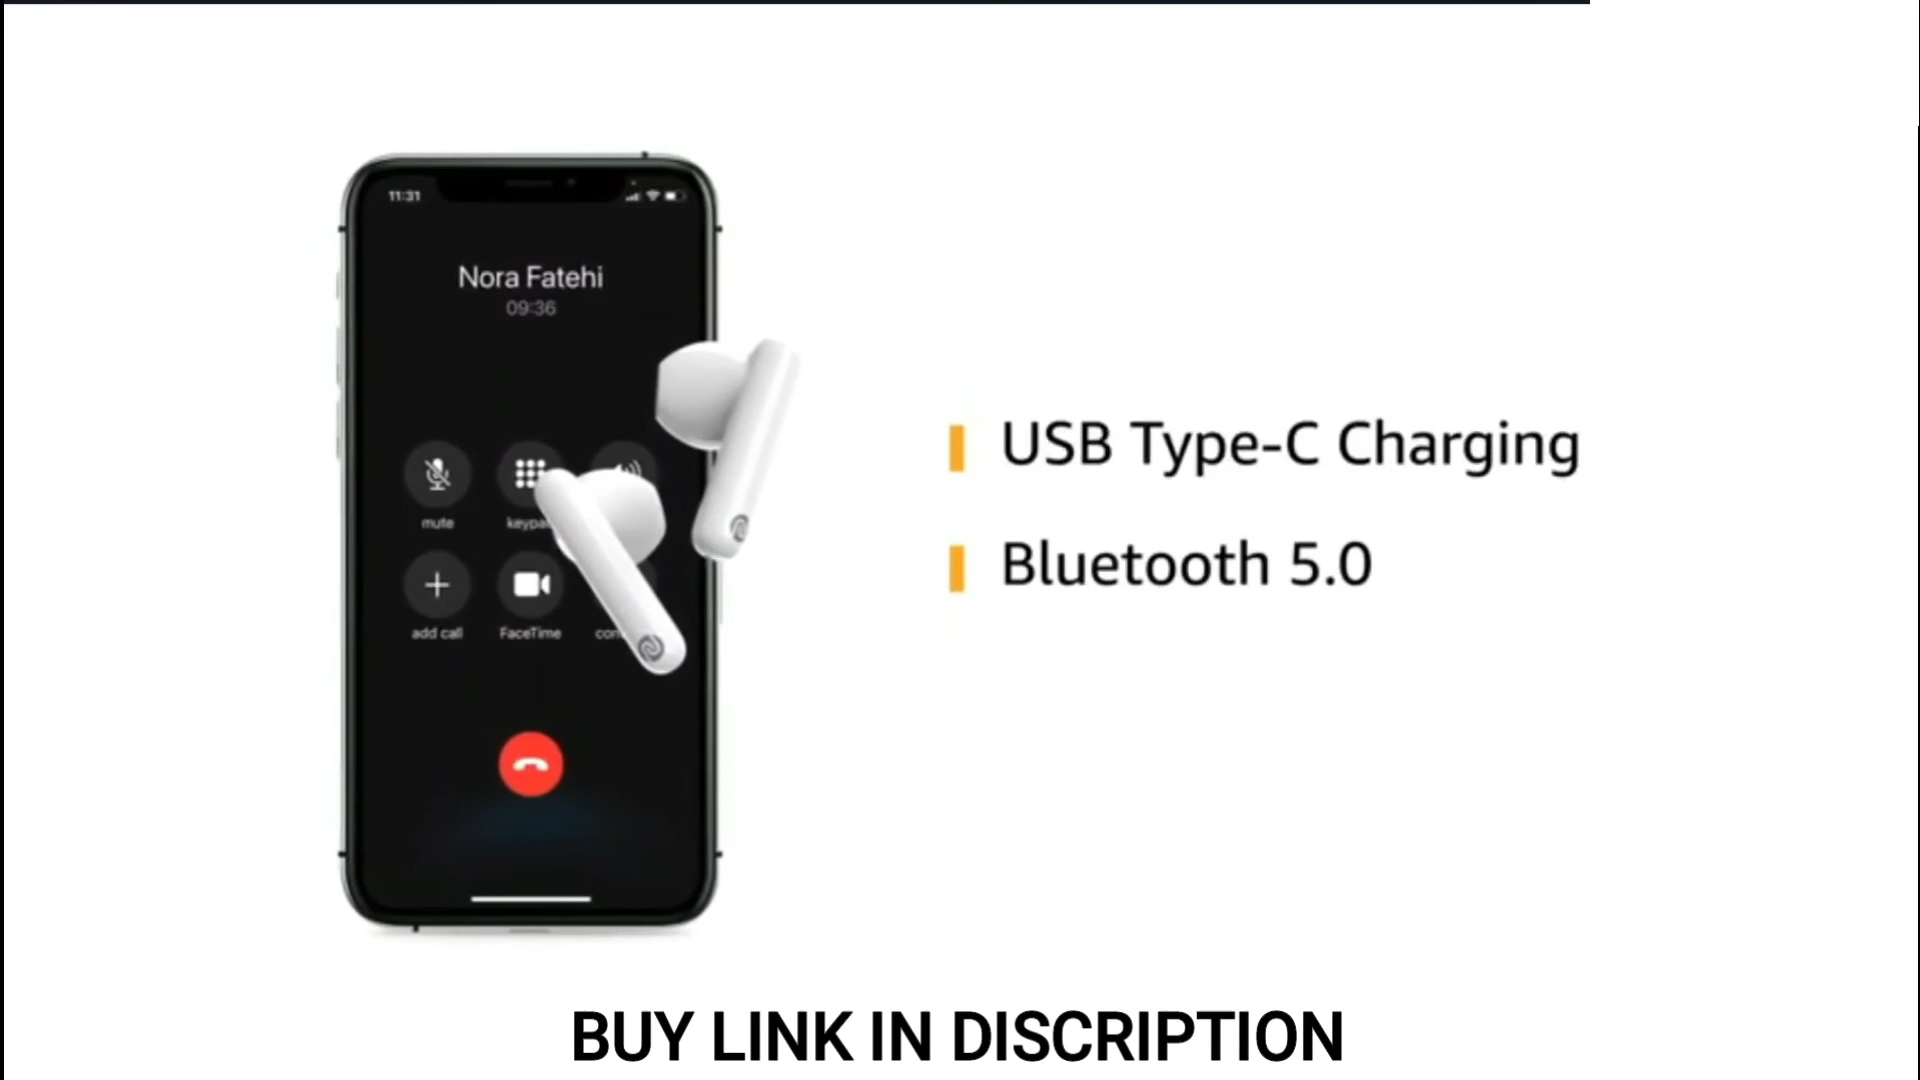 11:31
Nora Fatehi
09:36
mute
add call
FaceTime
USB Type-C Charging
Bluetooth 5.0
BUY LINK IN DISCRIPTION